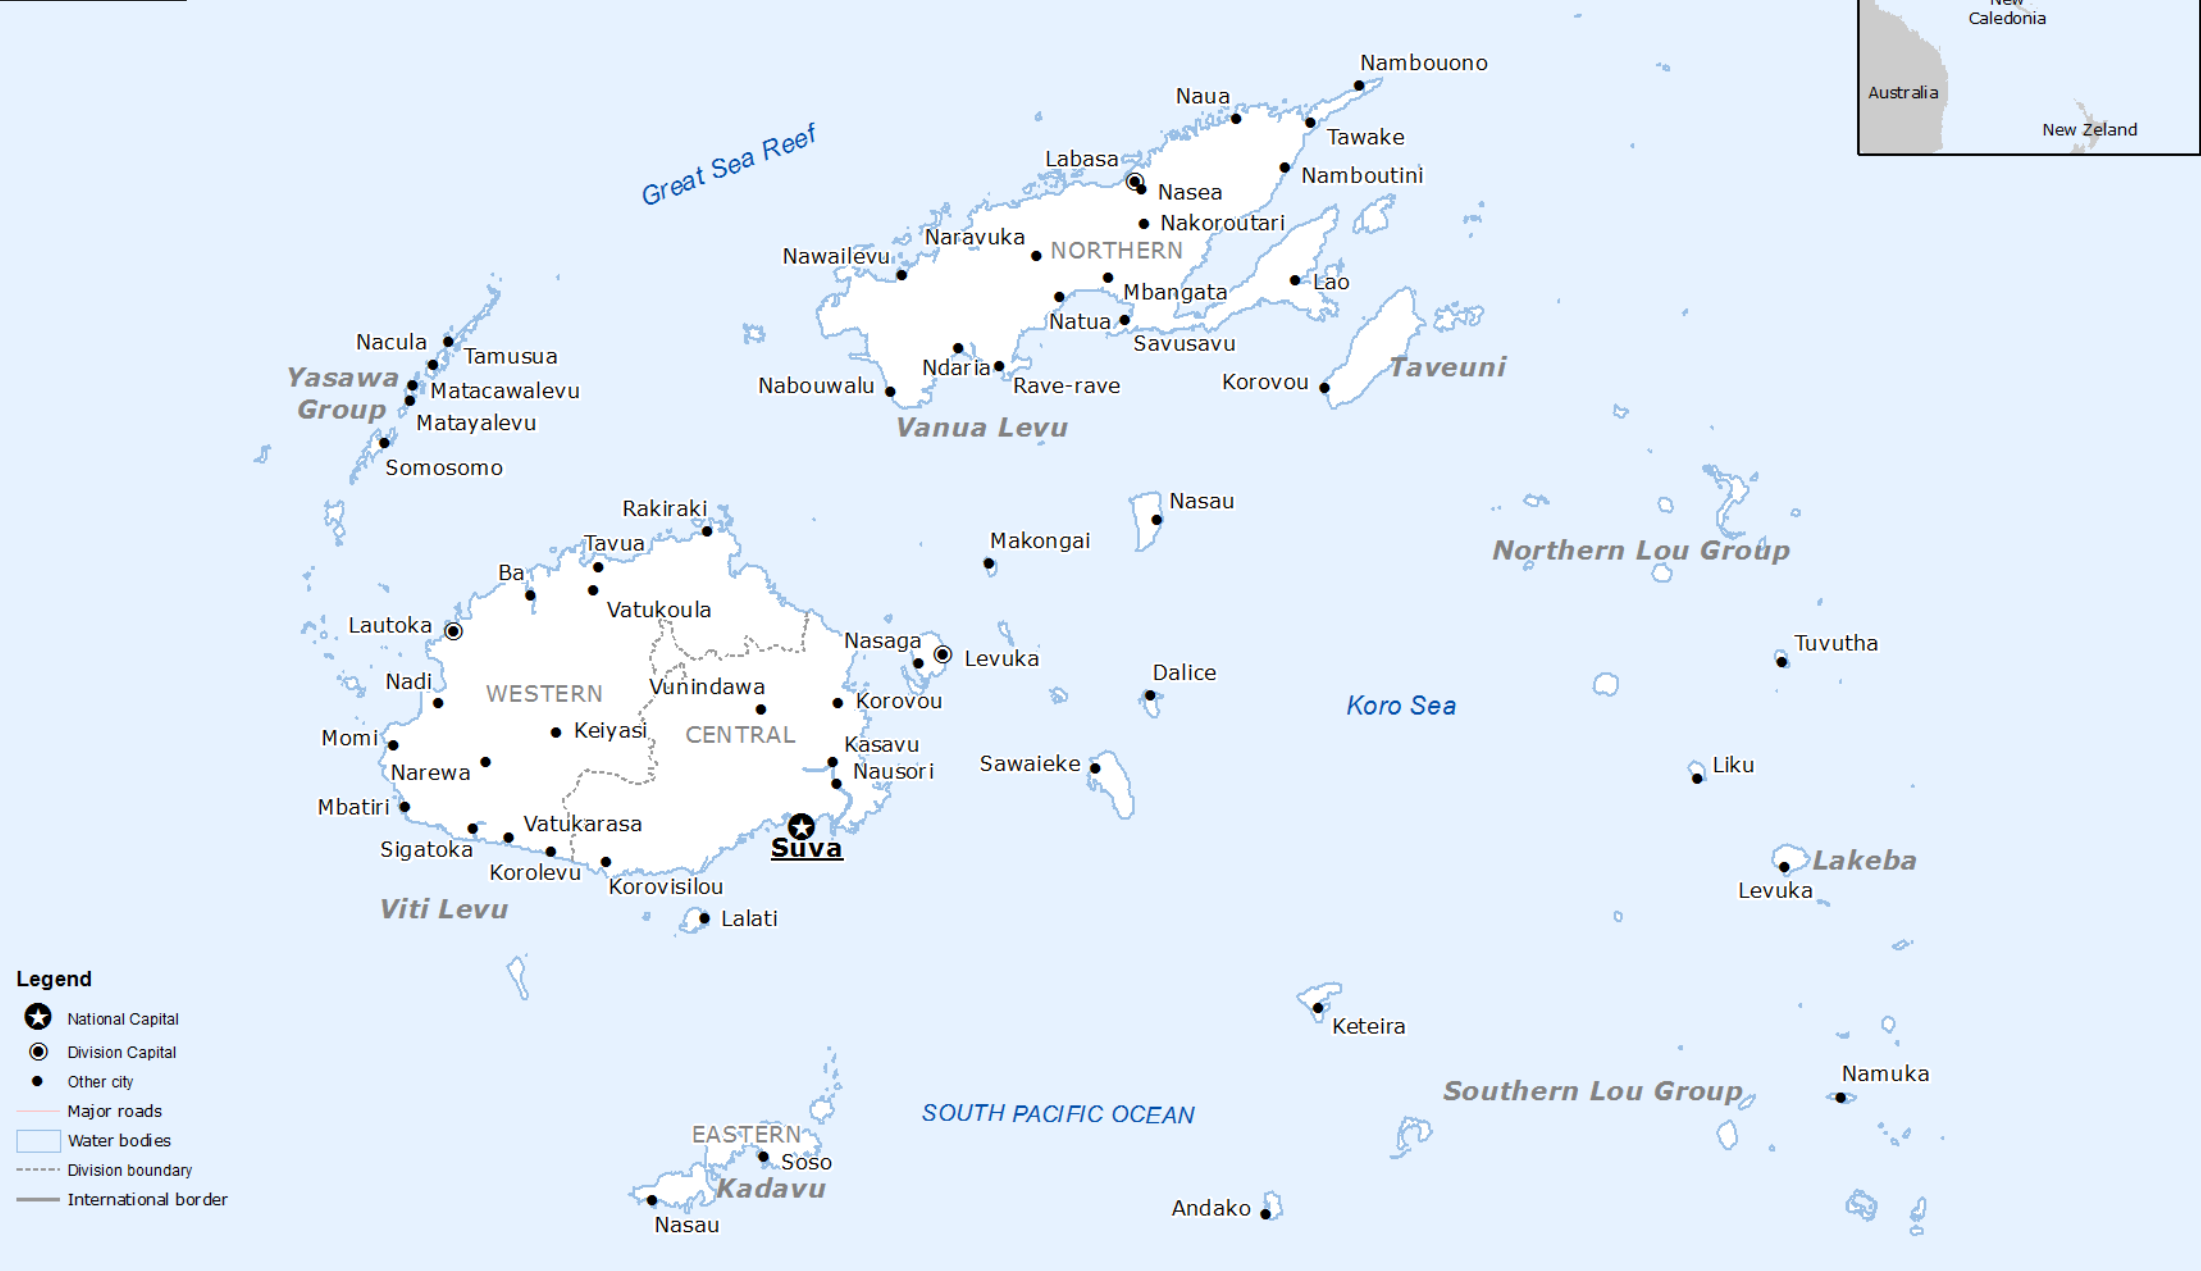 New
Caledonia
Australia
New Zeland
Nambouono
Naua
Tawake
Great Sea Reef
Labasa
Nasea
Namboutini
Nakoroutari
Naravuka
NORTHERN
Nawailevu
Lao
Mbangata
Natua
Savusavu
Nacula
Tamusua
Yasawa
Group
Matacawalevu
Matayalevu
Somosomo
Ndaria
Rave-rave
Nabouwalu
Korovou
Taveuni
Vanua Levu
Rakiraki
Nasau
Tavua
Makongai
Northern Lou Group
Ba
Vatukoula
Lautoka
Nasaga
Levuka
Tuvutha
Dalice
Nadi
WESTERN
Vunindawa
Korovou
Koro Sea
Momi
Keiyasi
CENTRAL
Kasavu
Narewa
Nausori
Sawaieke
Liku
Mbatiri
Vatukarasa
Sigatoka
Suva
Korolevu
Korovisilou
Lakeba
Levuka
Viti Levu
Lalati
Keteira
Namuka
Southern Lou Group
SOUTH PACIFIC OCEAN
EASTERN
Soso
Kadavu
Nasau
Andako
Legend
National Capital
Division Capital
Other city
Major roads
Water bodies
Division boundary
International border